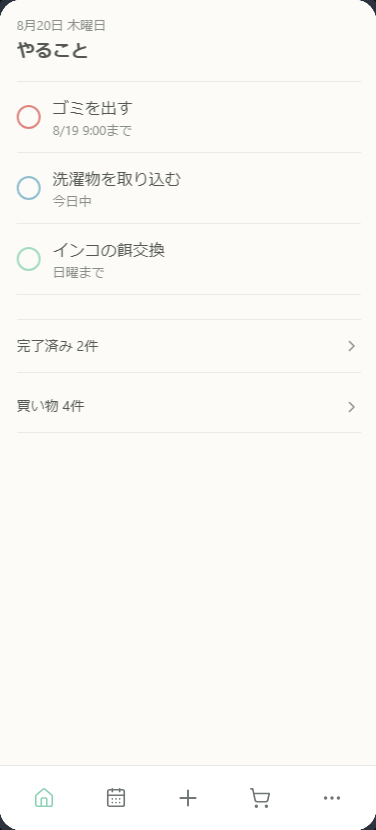 8月20日 木曜日
やること
ゴミを出す
8/19 9:00まで
洗濯物を取り込む
今日中
インコの餌交換
日曜まで
完了済み 2件
買い物 4件